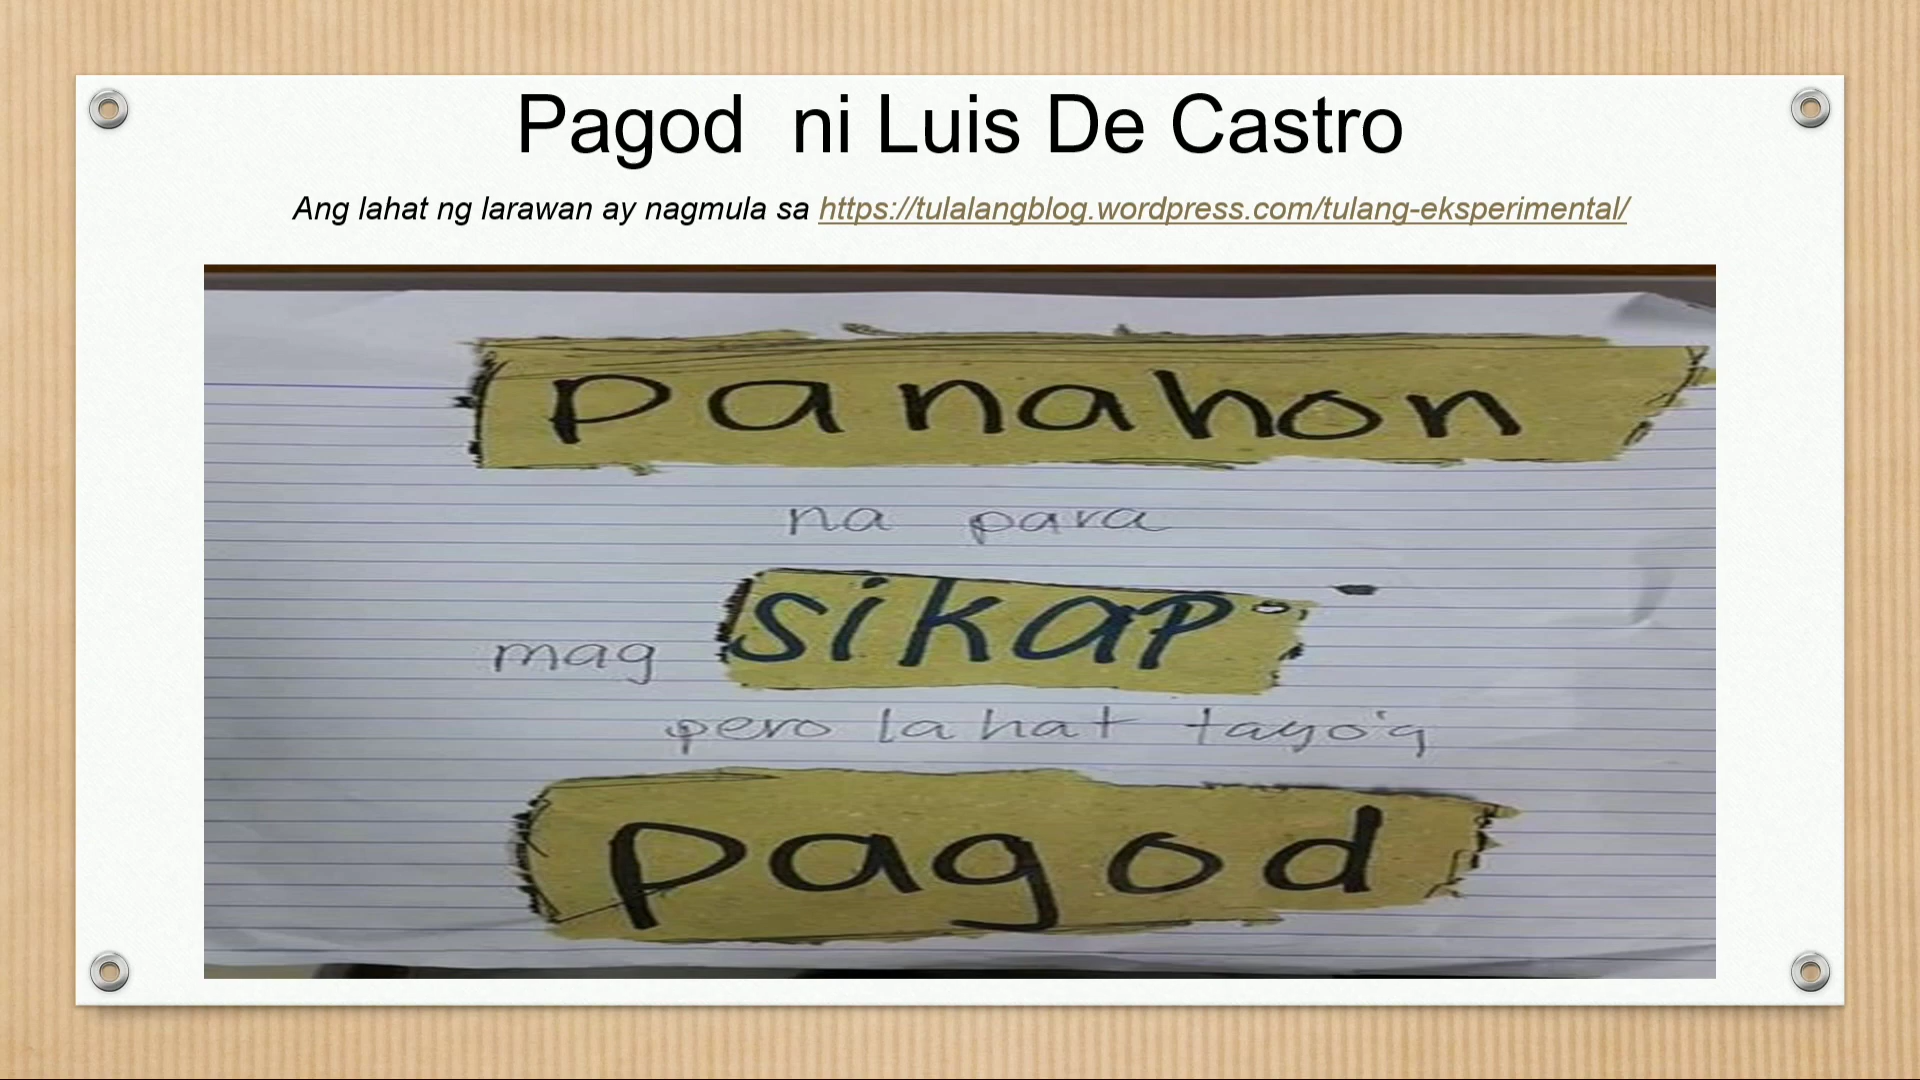 Pagod  ni Luis De Castro
Ang lahat ng larawan ay nagmula sa https://tulalangblog.wordpress.com/tulang-eksperimental/
panahon
na para
mag sikap
pero lahat tayo'y
pagod